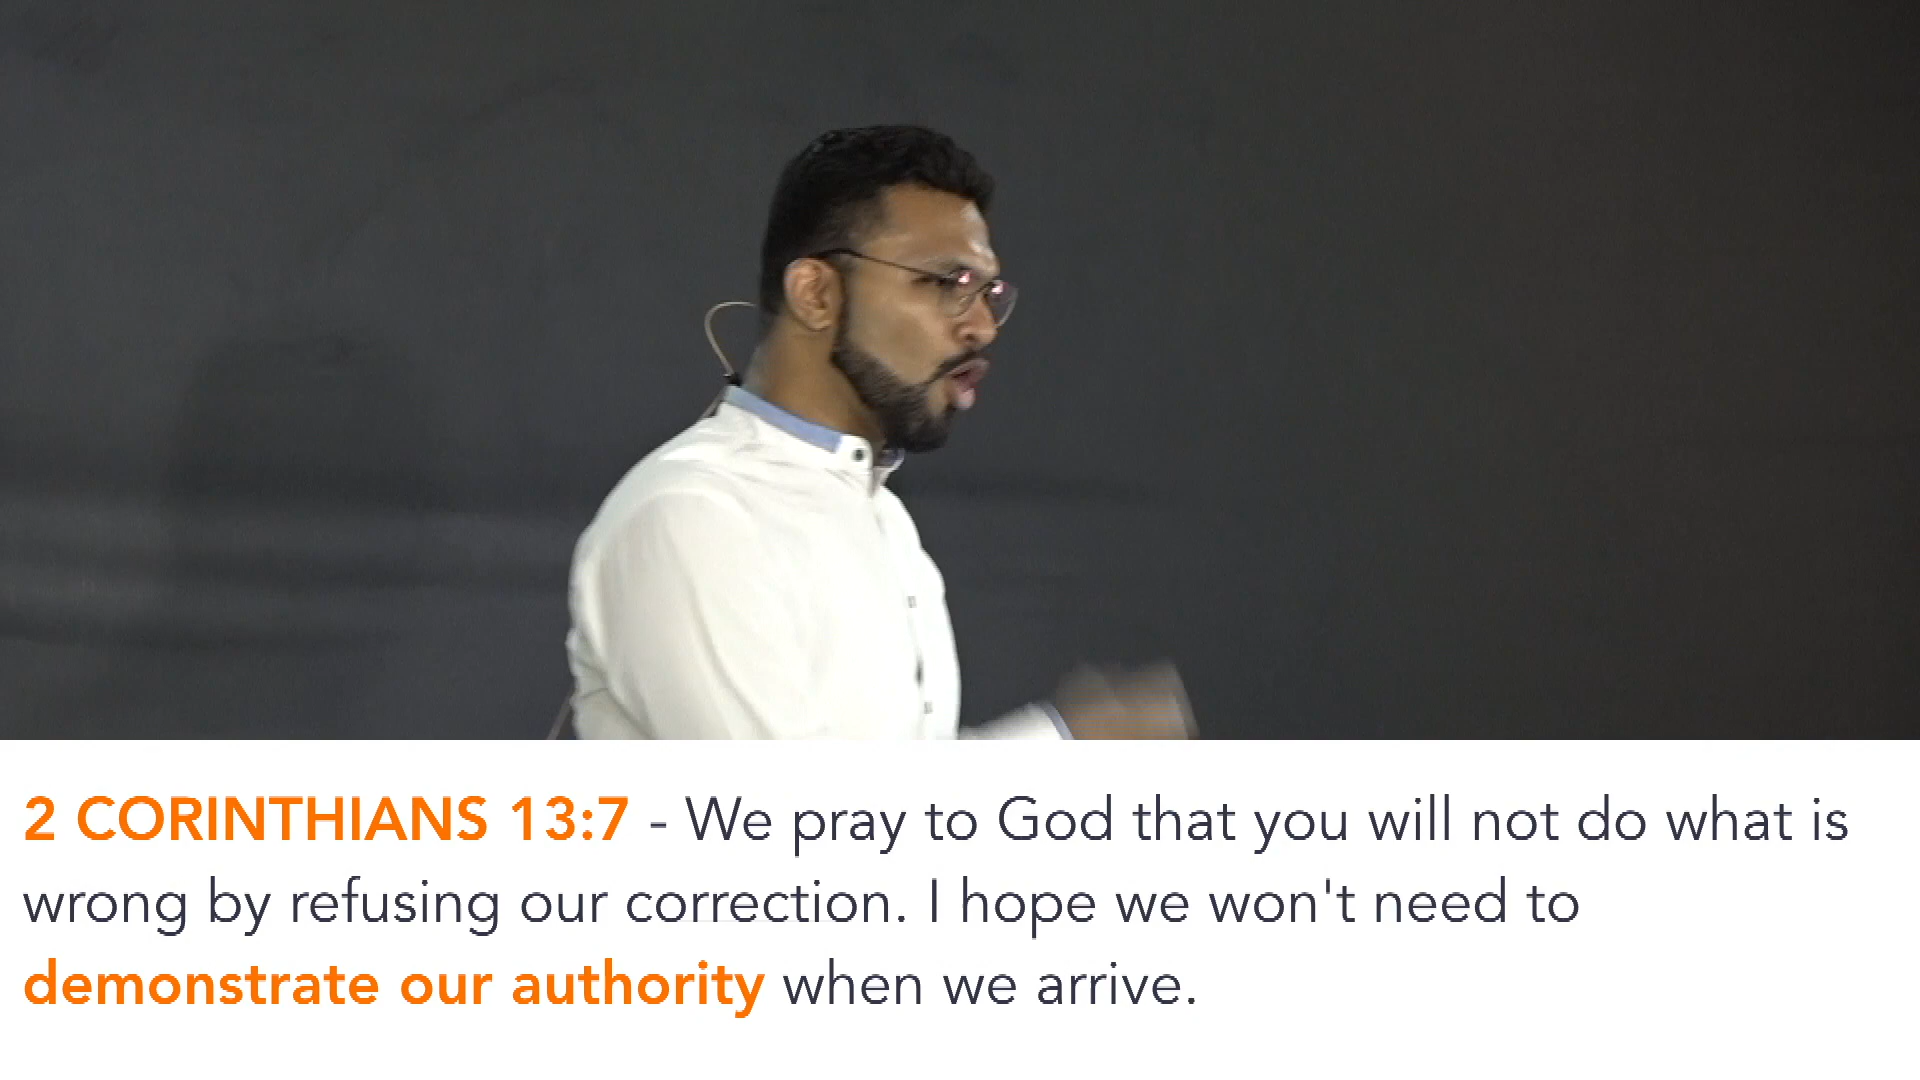 2 CORINTHIANS 13:7 - We pray to God that you will not do what is
wrong by refusing our correction. I hope we won't need to
demonstrate our authority when we arrive.